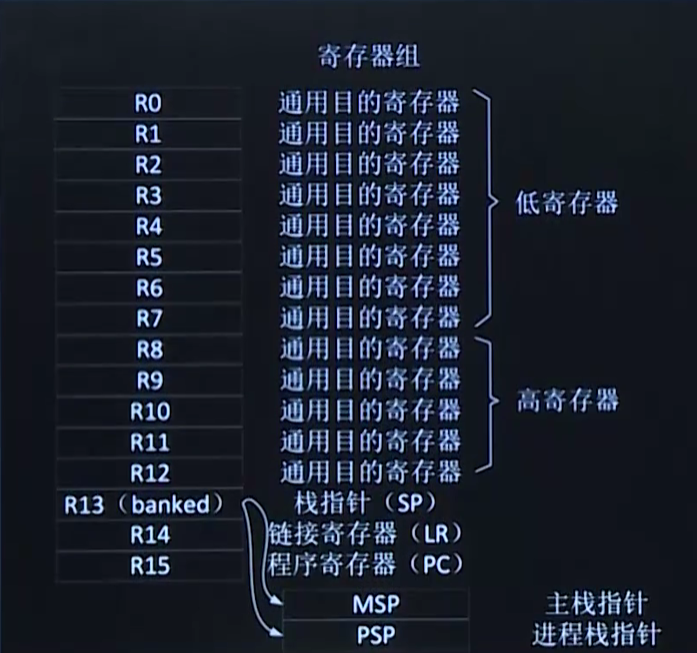 寄存器组
R0 通用目的寄存器
R1 通用目的寄存器
R2 通用目的寄存器
R3 通用目的寄存器
R4 通用目的寄存器
低寄存器
R5 通用目的寄存器
R6 通用目的寄存器
R7 通用目的寄存器
R8 通用目的寄存器
R9 通用目的寄存器
R10 通用目的寄存器
高寄存器
R11 通用目的寄存器
R12 通用目的寄存器
R13（banked） 栈指针（SP）
R14 链接寄存器（LR）
R15 程序寄存器（PC）
MSP 主栈指针
PSP 进程栈指针